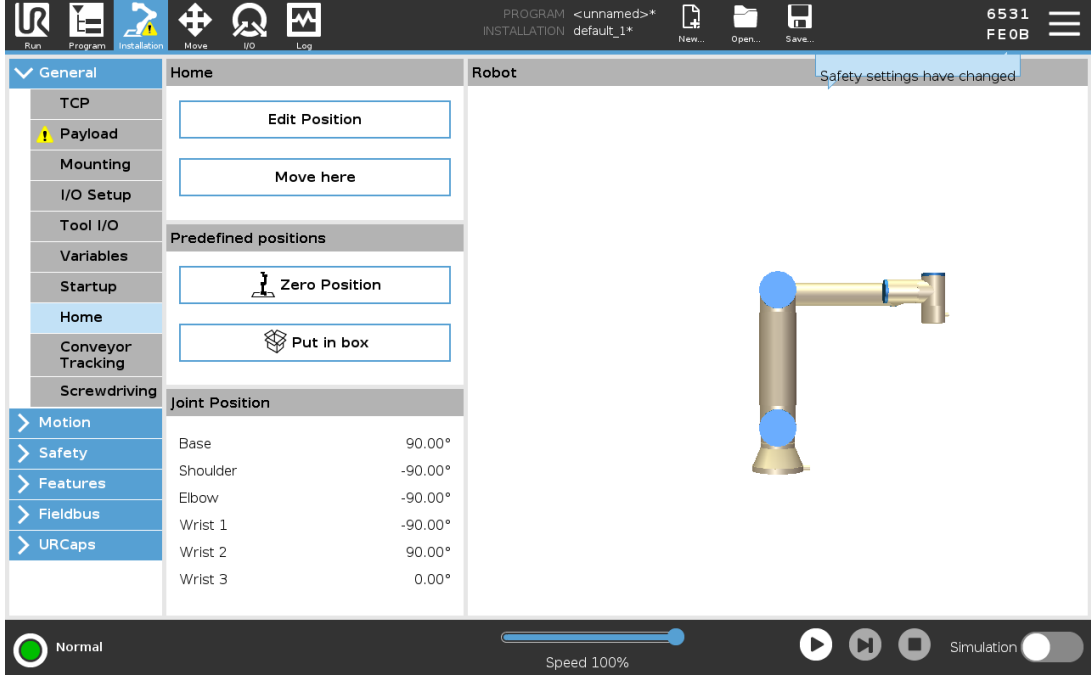 PROGRAM <unnamed>*
INSTALLATION default_1*
UR
Run
Program
Installation
Move
I/O
Log
New...
Open...
Save...
6531
FE0B
Safety settings have changed
General
TCP
Payload
Mounting
I/O Setup
Tool I/O
Variables
Startup
Home
Conveyor
Tracking
Screwdriving
Motion
Safety
Features
Fieldbus
URCaps
Home
Edit Position
Move here
Predefined positions
Zero Position
Put in box
Joint Position
Base 90.00°
Shoulder -90.00°
Elbow -90.00°
Wrist 1 -90.00°
Wrist 2 90.00°
Wrist 3 0.00°
Robot
Normal
Speed 100%
Simulation